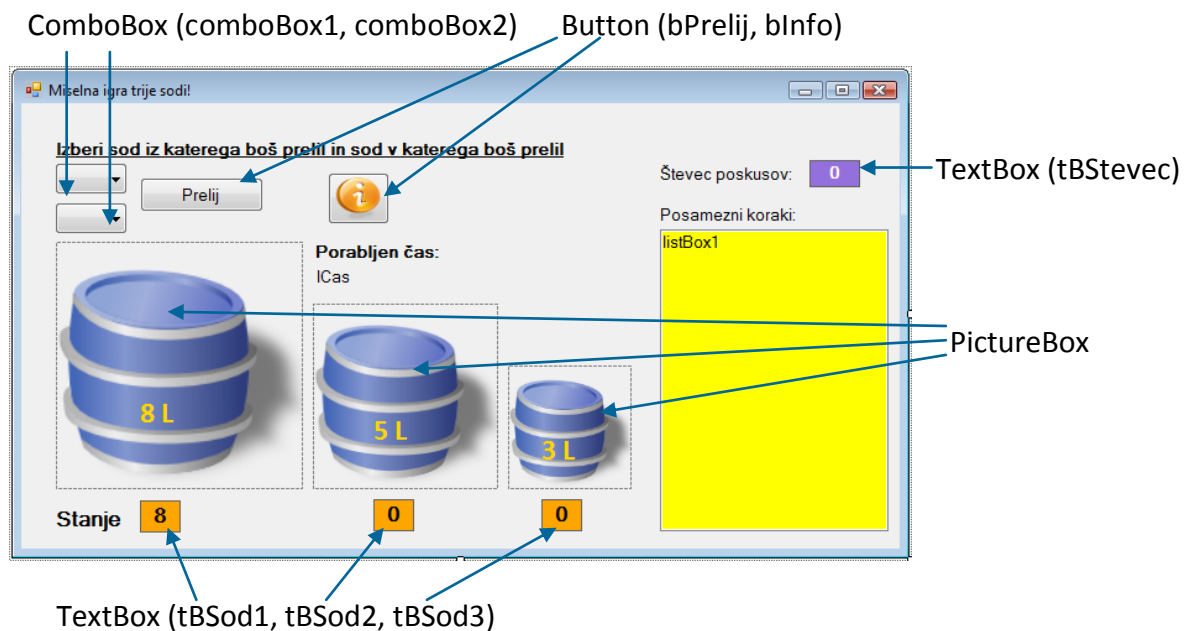 ComboBox (comboBox1, comboBox2)
Button (bPrelij, bInfo)
Miselna igra trije sodi!
Izberi sod iz katerega boš prelil in sod v katerega boš prelil
Prelij
i
Števec poskusov:
0
TextBox (tBStevec)
Posamezni koraki:
listBox1
Porabljen čas:
lCas
PictureBox
8 L
5 L
3 L
Stanje
8
0
0
TextBox (tBSod1, tBSod2, tBSod3)